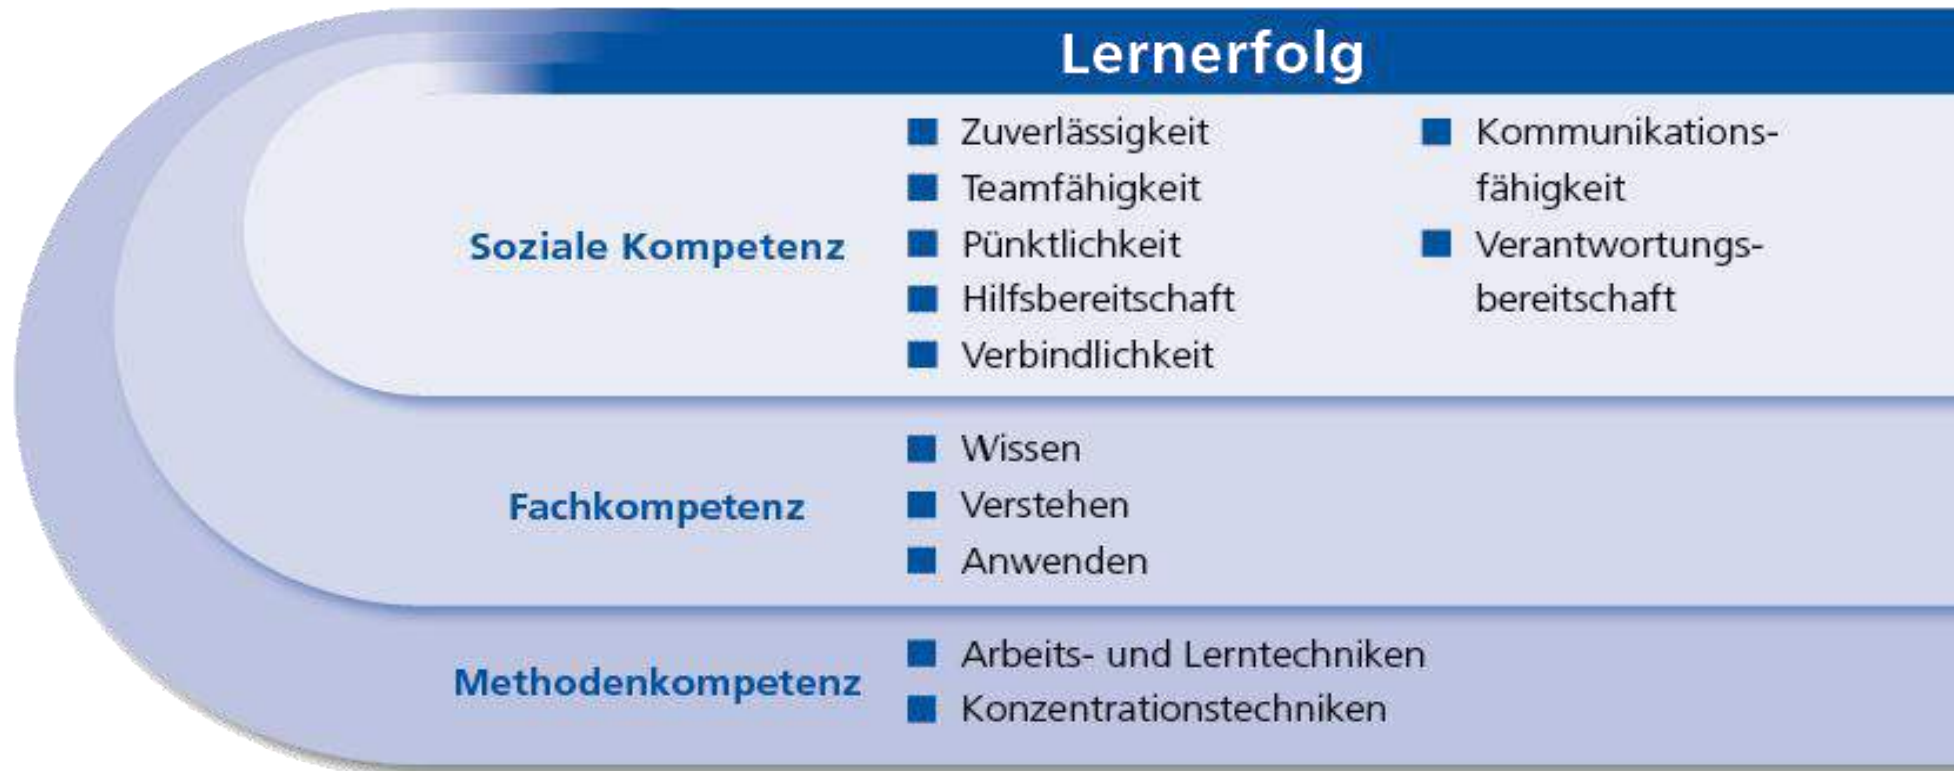 Lernerfolg
Soziale Kompetenz
Zuverlässigkeit
Teamfähigkeit
Pünktlichkeit
Hilfsbereitschaft
Verbindlichkeit
Kommunikations-
fähigkeit
Verantwortungs-
bereitschaft
Fachkompetenz
Wissen
Verstehen
Anwenden
Methodenkompetenz
Arbeits- und Lerntechniken
Konzentrationstechniken